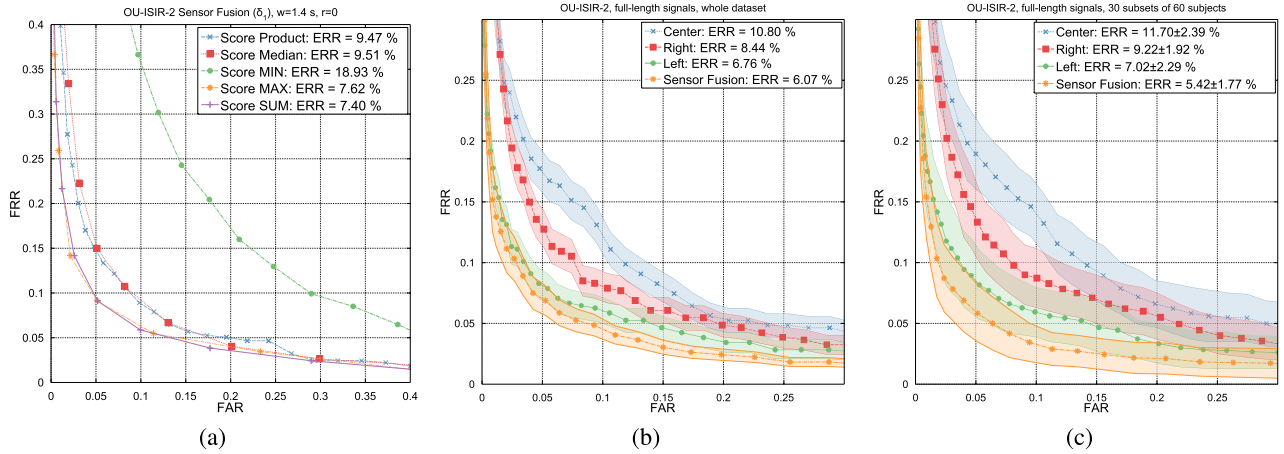 OU-ISIR-2 Sensor Fusion (δ1), w=1.4 s, r=0
Score Product: ERR = 9.47 %
Score Median: ERR = 9.51 %
Score MIN: ERR = 18.93 %
Score MAX: ERR = 7.62 %
Score SUM: ERR = 7.40 %
FRR
0.4
0.35
0.3
0.25
0.2
0.15
0.1
0.05
0
0 0.05 0.1 0.15 0.2 0.25 0.3 0.35 0.4
FAR
(a)
OU-ISIR-2, full-length signals, whole dataset
Center: ERR = 10.80 %
Right: ERR = 8.44 %
Left: ERR = 6.76 %
Sensor Fusion: ERR = 6.07 %
FRR
0.25
0.2
0.15
0.1
0.05
0
0 0.05 0.1 0.15 0.2 0.25
FAR
(b)
OU-ISIR-2, full-length signals, 30 subsets of 60 subjects
Center: ERR = 11.70±2.39 %
Right: ERR = 9.22±1.92 %
Left: ERR = 7.02±2.29 %
Sensor Fusion: ERR = 5.42±1.77 %
FRR
0.25
0.2
0.15
0.1
0.05
0
0 0.05 0.1 0.15 0.2 0.25
FAR
(c)